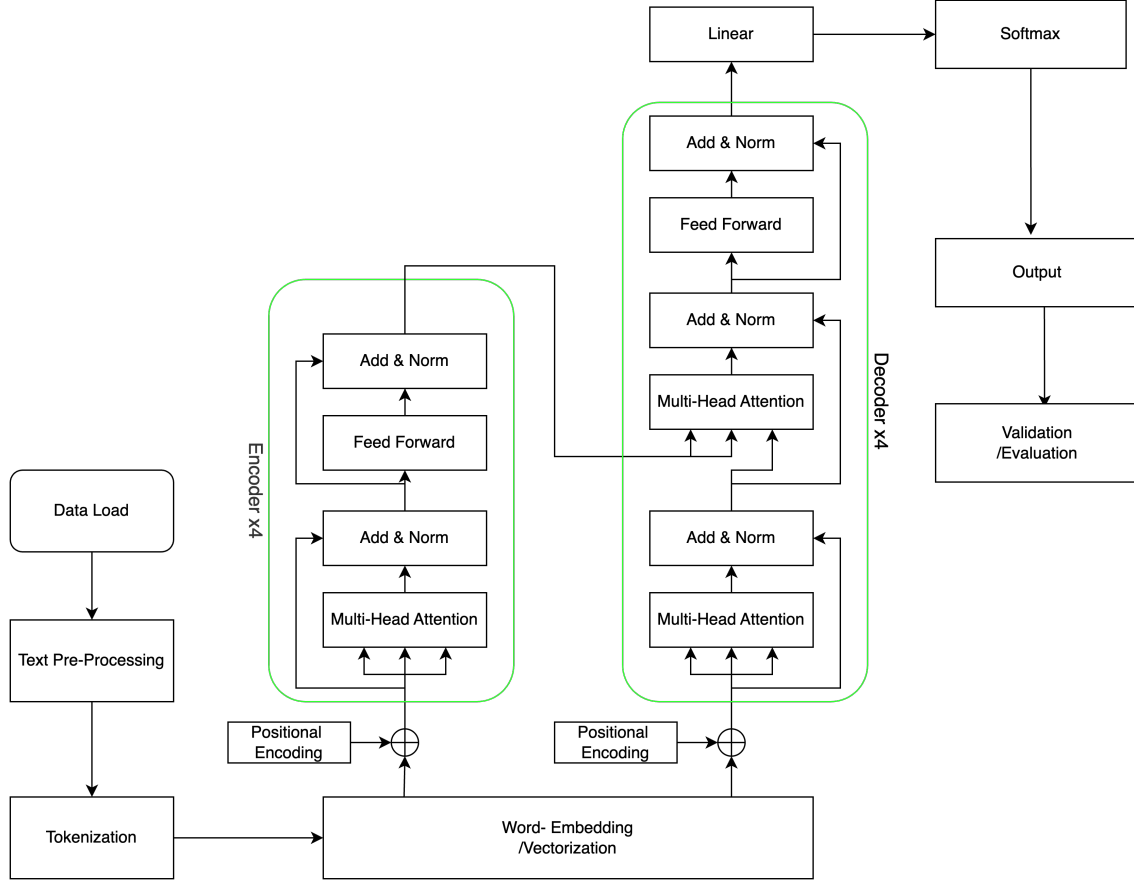 Data Load
Text Pre-Processing
Tokenization
Word- Embedding
/Vectorization
Positional
Encoding
Encoder x4
Multi-Head Attention
Add & Norm
Feed Forward
Add & Norm
Positional
Encoding
Decoder x4
Multi-Head Attention
Add & Norm
Multi-Head Attention
Add & Norm
Feed Forward
Add & Norm
Linear
Softmax
Output
Validation
/Evaluation